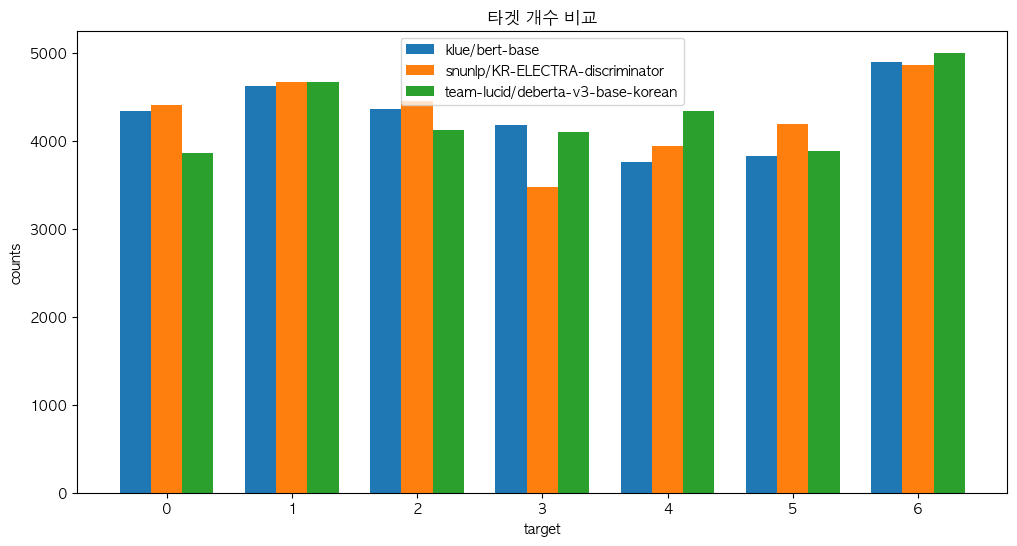 타겟 개수 비교
klue/bert-base
snunlp/KR-ELECTRA-discriminator
team-lucid/deberta-v3-base-korean
counts
5000
4000
3000
2000
1000
0
0 1 2 3 4 5 6
target